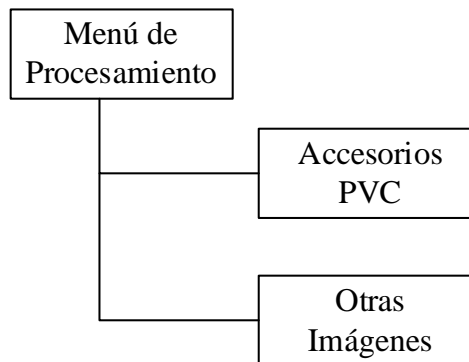 Menú de
Procesamiento
Accesorios
PVC
Otras
Imágenes